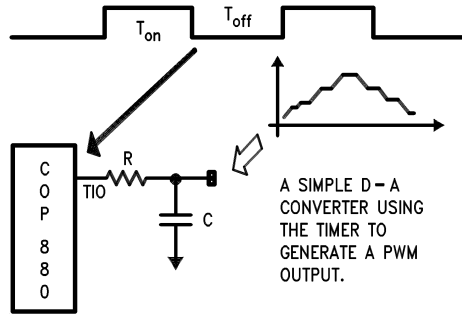 Ton
Toff
R
TIO
C
C
O
P
8
8
0
A SIMPLE D-A
CONVERTER USING
THE TIMER TO
GENERATE A PWM
OUTPUT.